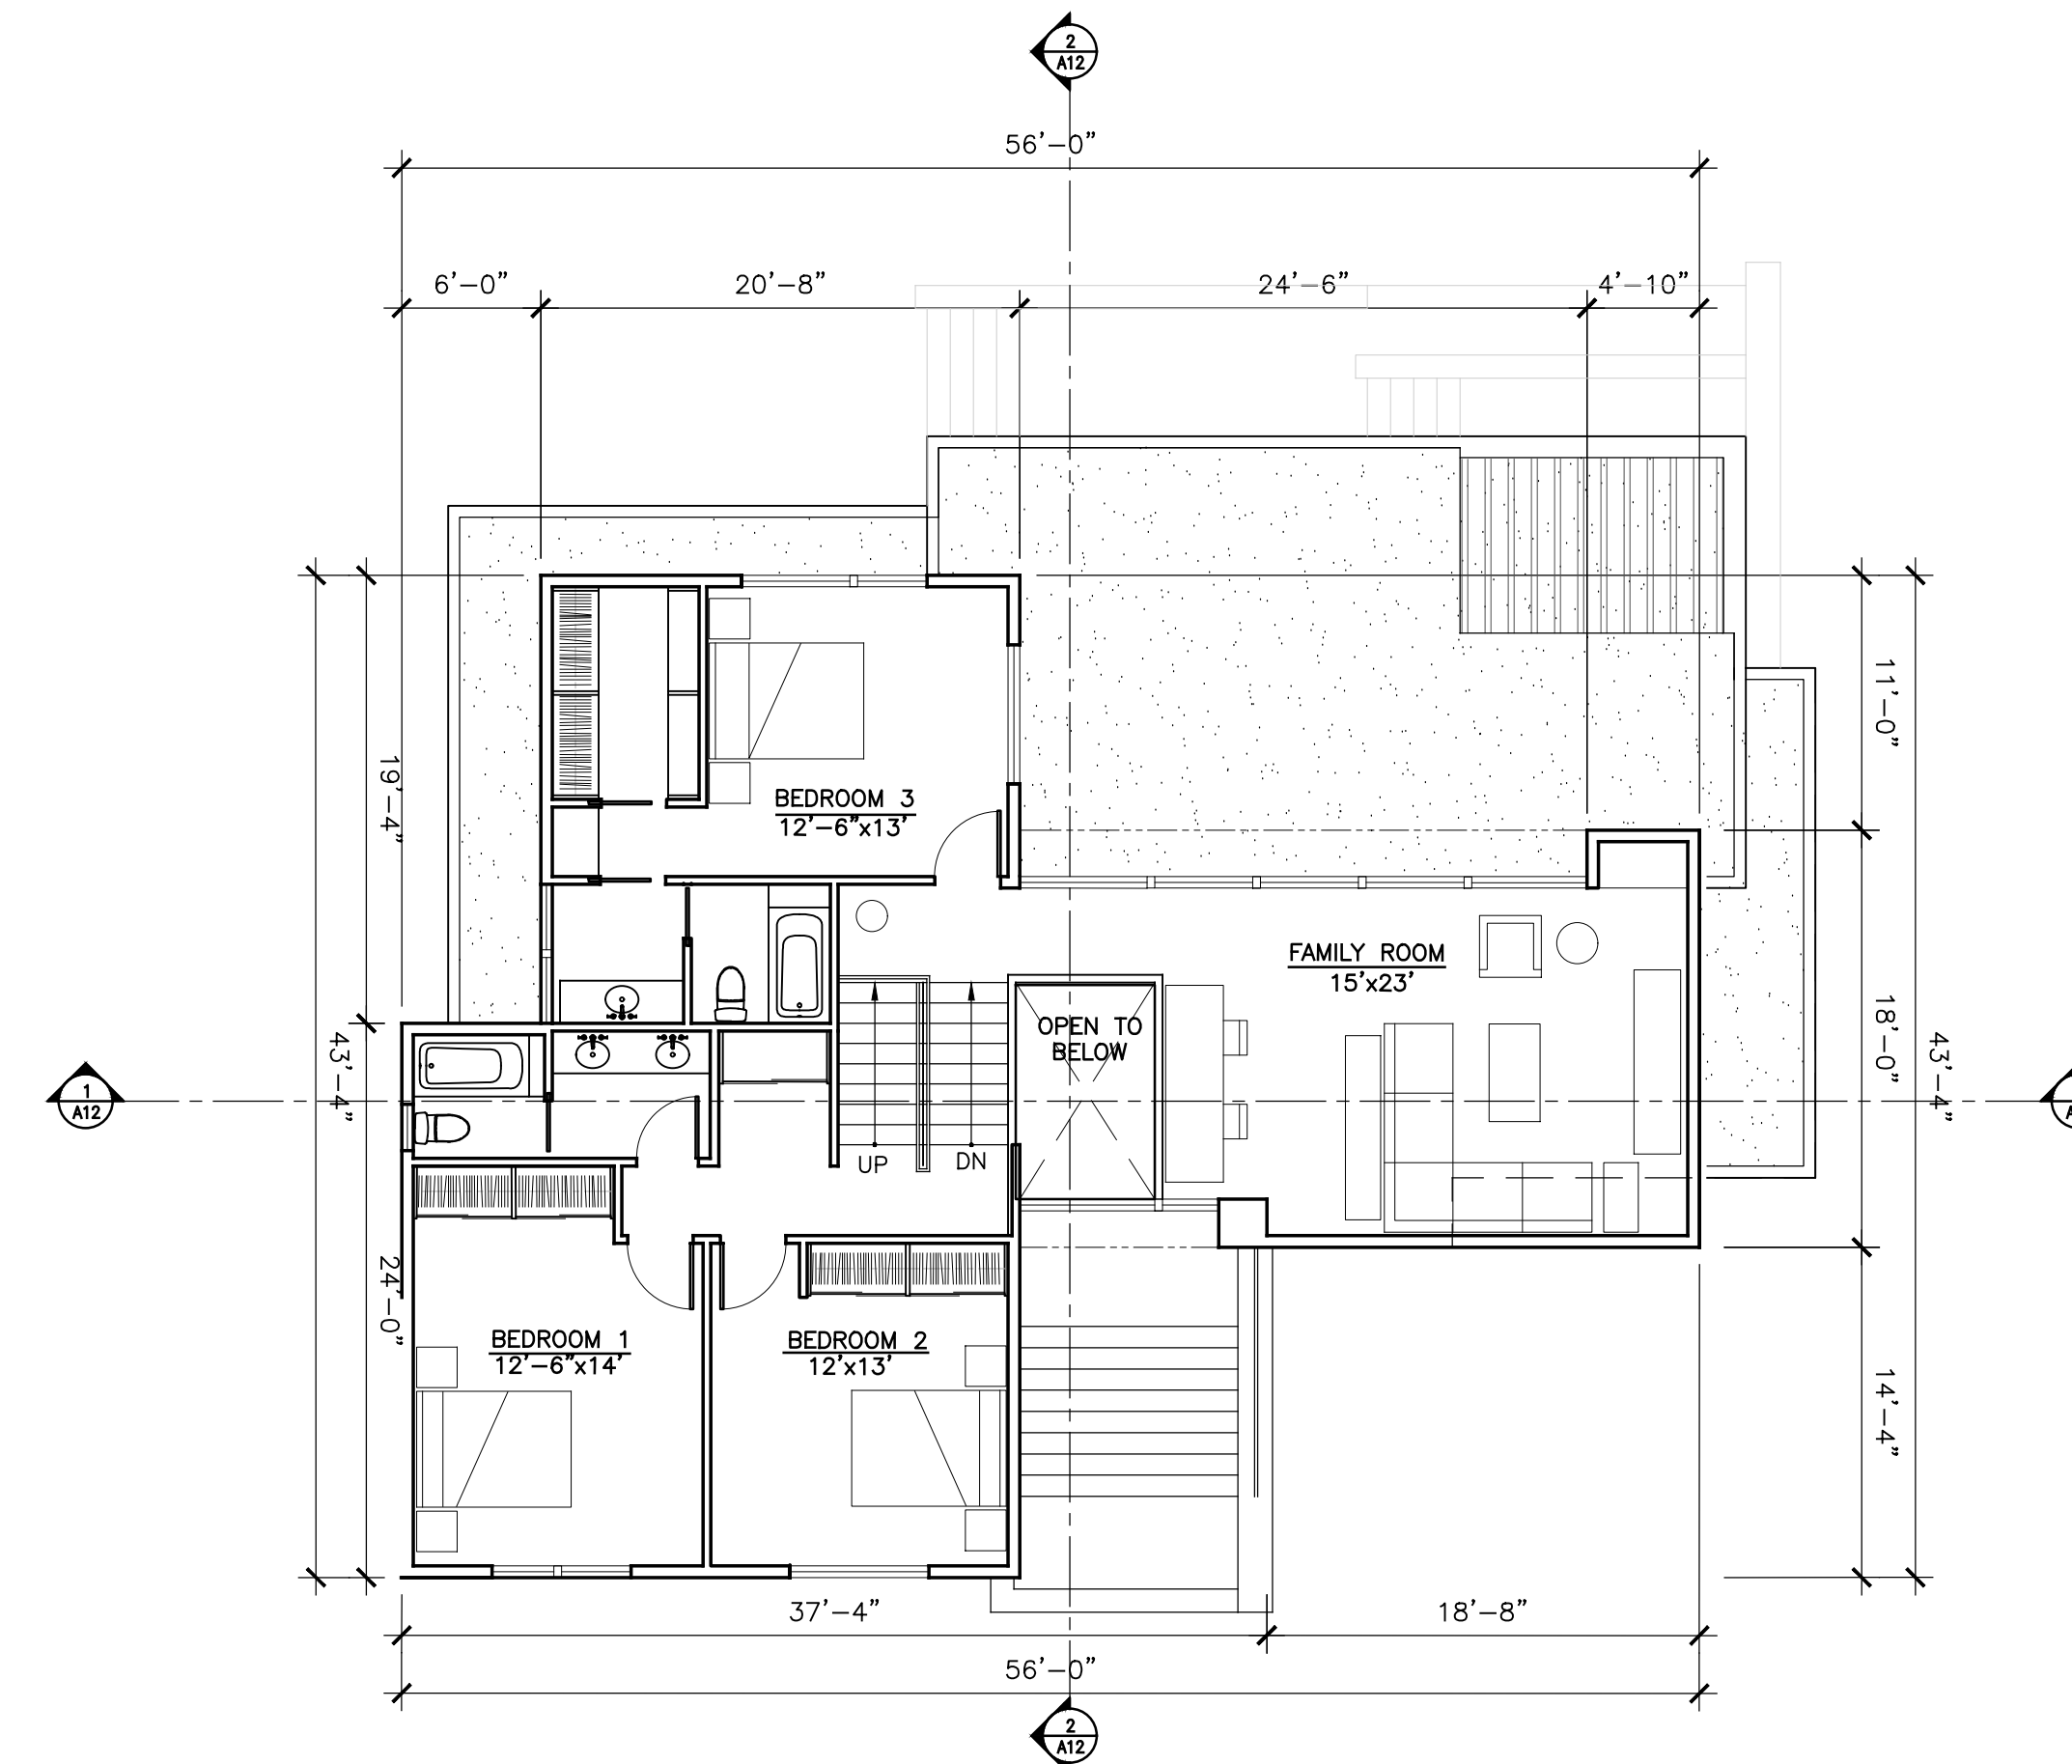 2
A12
56'-0"
6'-0"
20'-8"
24'-6"
4'-10"
11'-0"
19'-4"
BEDROOM 3
12'-6"x13'
FAMILY ROOM
15'x23'
18'-0"
OPEN TO
BELOW
43'-4"
43'-4"
1
A12
UP
DN
24'-0"
BEDROOM 1
12'-6"x14'
BEDROOM 2
12'x13'
14'-4"
37'-4"
18'-8"
56'-0"
2
A12